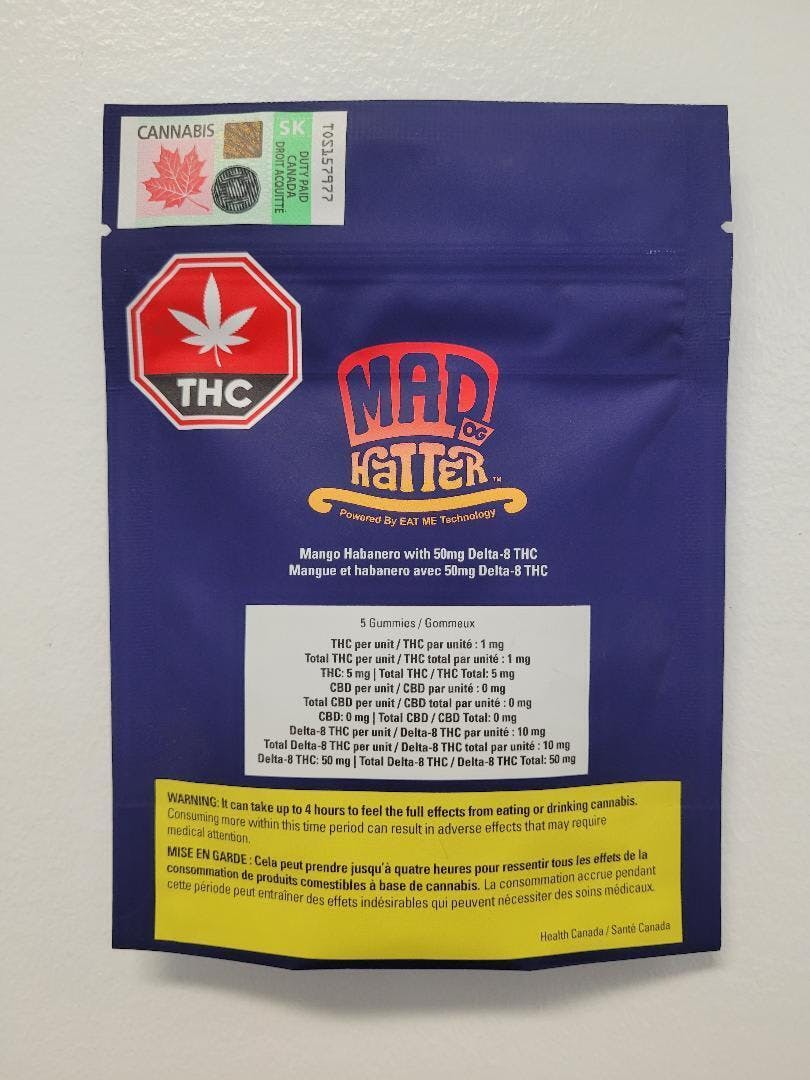 CANNABIS
SK
DUTY PAID
CANADA
DROIT ACQUITTÉ
TOS157977
THC
MAD
OG
HaTTER™
Powered By EAT ME Technology
Mango Habanero with 50mg Delta-8 THC
Mangue et habanero avec 50mg Delta-8 THC
5 Gummies / Gommeux
THC per unit / THC par unité : 1 mg
Total THC per unit / THC total par unité : 1 mg
THC: 5 mg | Total THC / THC Total: 5 mg
CBD per unit / CBD par unité : 0 mg
Total CBD per unit / CBD total par unité : 0 mg
CBD: 0 mg | Total CBD / CBD Total: 0 mg
Delta-8 THC per unit / Delta-8 THC par unité : 10 mg
Total Delta-8 THC per unit / Delta-8 THC total par unité : 10 mg
Delta-8 THC: 50 mg | Total Delta-8 THC / Delta-8 THC Total: 50 mg
WARNING: It can take up to 4 hours to feel the full effects from eating or drinking cannabis.
Consuming more within this time period can result in adverse effects that may require
medical attention.
MISE EN GARDE : Cela peut prendre jusqu'à quatre heures pour ressentir tous les effets de la
consommation de produits comestibles à base de cannabis. La consommation accrue pendant
cette période peut entraîner des effets indésirables qui peuvent nécessiter des soins médicaux.
Health Canada / Santé Canada